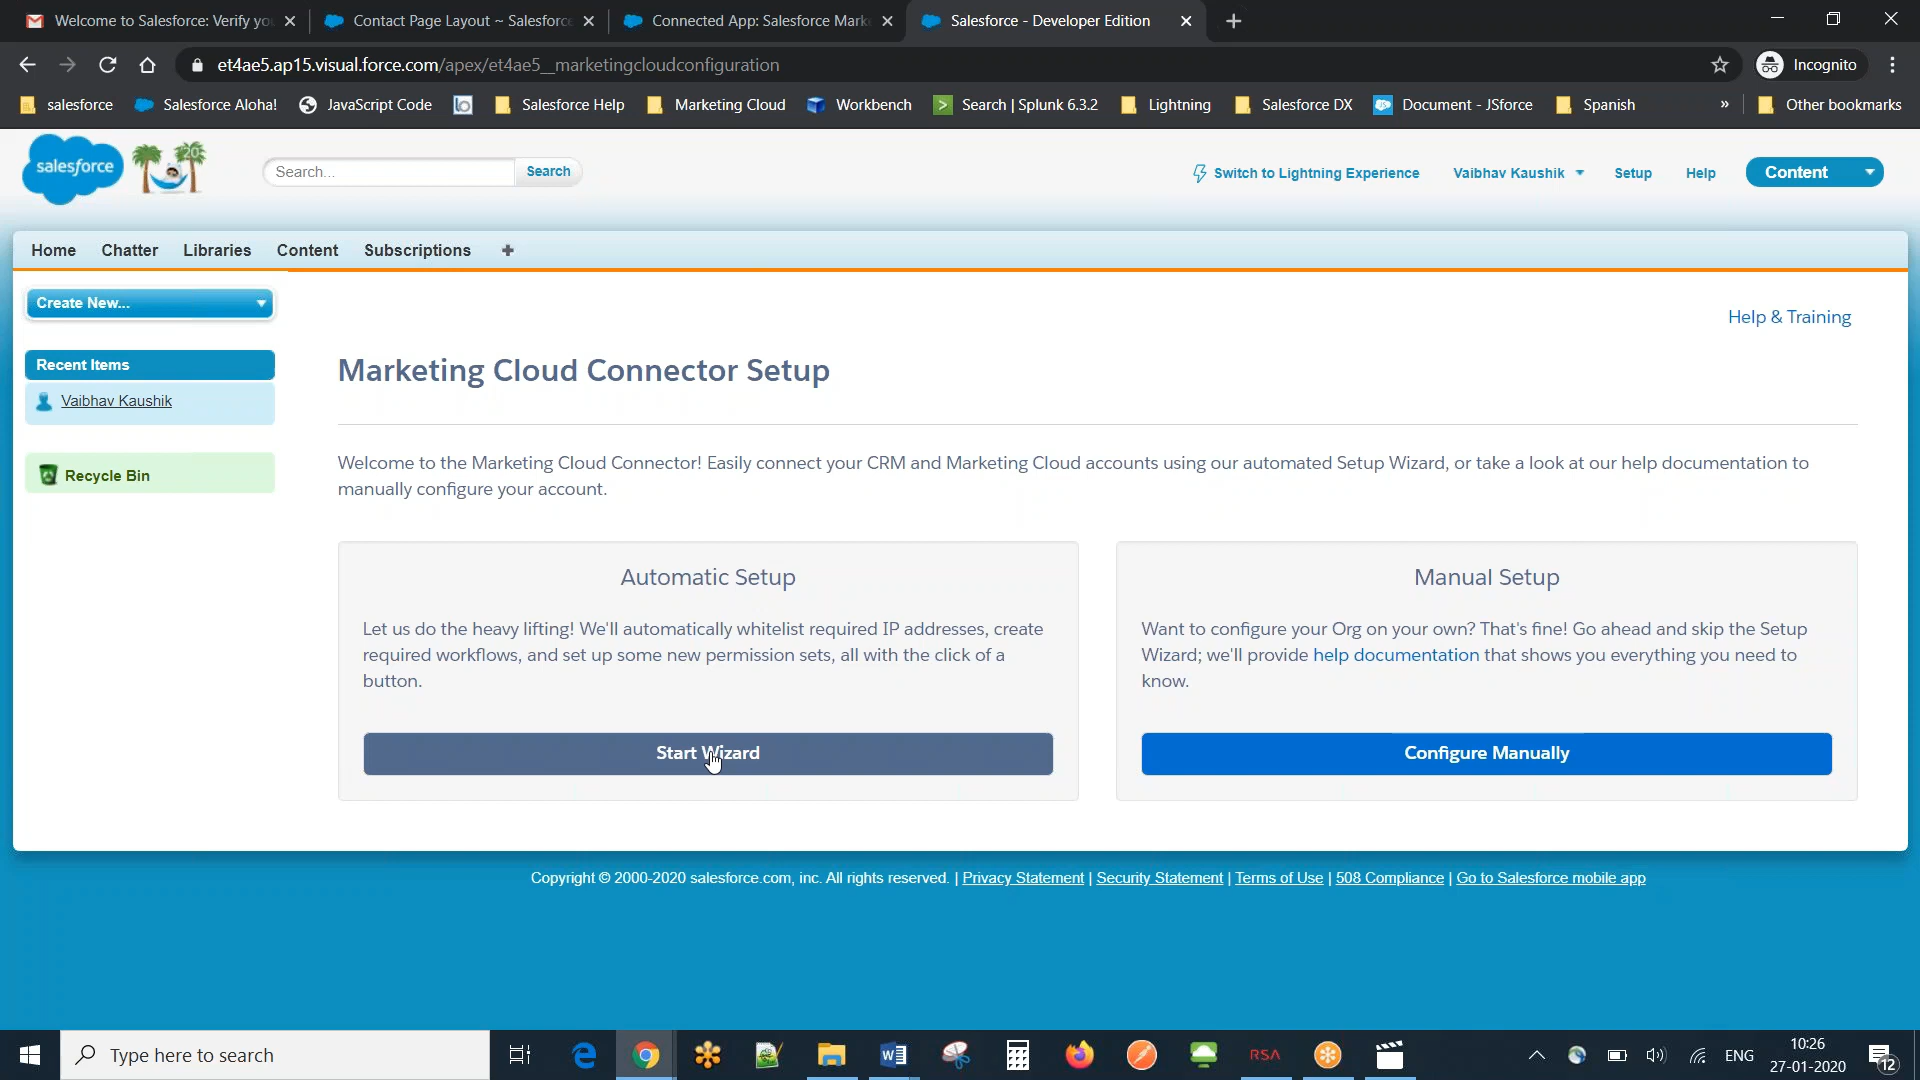 Welcome to Salesforce: Verify yo
Contact Page Layout ~ Salesforce
Connected App: Salesforce Mark
Salesforce - Developer Edition
et4ae5.ap15.visual.force.com/apex/et4ae5__marketingcloudconfiguration
Incognito
salesforce
Salesforce Aloha!
JavaScript Code
Salesforce Help
Marketing Cloud
Workbench
Search | Splunk 6.3.2
Lightning
Salesforce DX
Document - JSforce
Spanish
»
Other bookmarks
salesforce
20
Search...
Search
Switch to Lightning Experience
Vaibhav Kaushik
Setup
Help
Content
Home
Chatter
Libraries
Content
Subscriptions
Create New...
Recent Items
Vaibhav Kaushik
Recycle Bin
Help & Training
Marketing Cloud Connector Setup
Welcome to the Marketing Cloud Connector! Easily connect your CRM and Marketing Cloud accounts using our automated Setup Wizard, or take a look at our help documentation to
manually configure your account.
Automatic Setup
Let us do the heavy lifting! We'll automatically whitelist required IP addresses, create
required workflows, and set up some new permission sets, all with the click of a
button.
Start Wizard
Manual Setup
Want to configure your Org on your own? That's fine! Go ahead and skip the Setup
Wizard; we'll provide help documentation that shows you everything you need to
know.
Configure Manually
Copyright © 2000-2020 salesforce.com, inc. All rights reserved. | Privacy Statement | Security Statement | Terms of Use | 508 Compliance | Go to Salesforce mobile app
Type here to search
RSA
ENG
10:26
27-01-2020
12